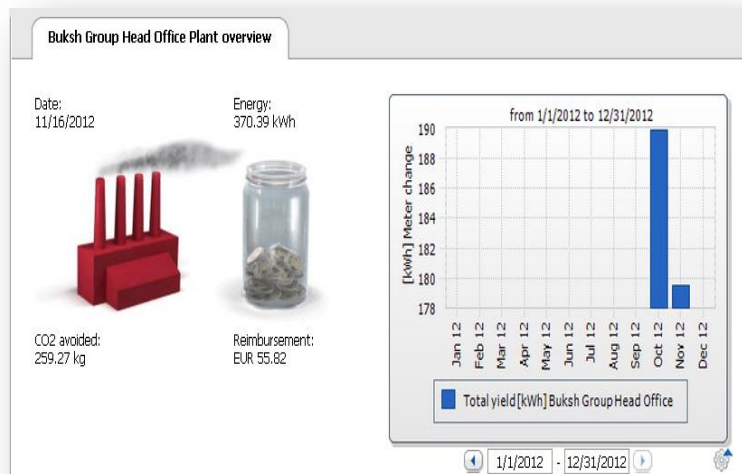 Buksh Group Head Office Plant overview
Date:
11/16/2012
Energy:
370.39 kWh
CO2 avoided:
259.27 kg
Reimbursement:
EUR 55.82
from 1/1/2012 to 12/31/2012
[kWh] Meter change
190
188
186
184
182
180
178
Jan 12
Feb 12
Mar 12
Apr 12
May 12
Jun 12
Jul 12
Aug 12
Sep 12
Oct 12
Nov 12
Dec 12
Total yield[kWh] Buksh Group Head Office
1/1/2012 - 12/31/2012